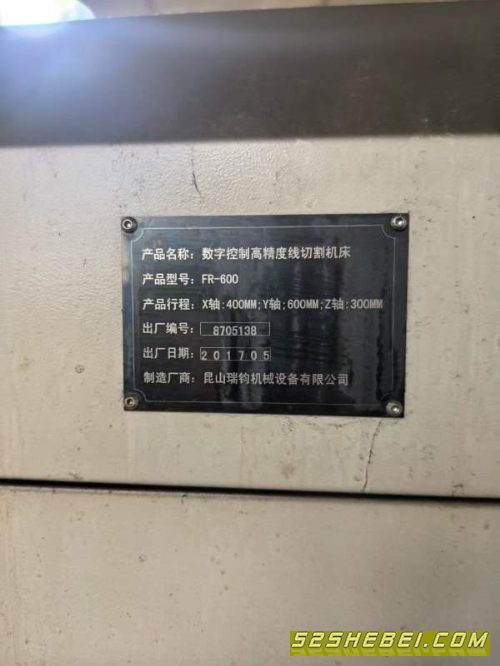 产品名称: 数字控制高精度线切割机床
产品型号: FR-600
产品行程: X轴:400MM;Y轴:600MM;Z轴:300MM
出厂编号: 8705138
出厂日期: 201705
制造厂商: 昆山瑞钧机械设备有限公司
52SHEBEI.COM